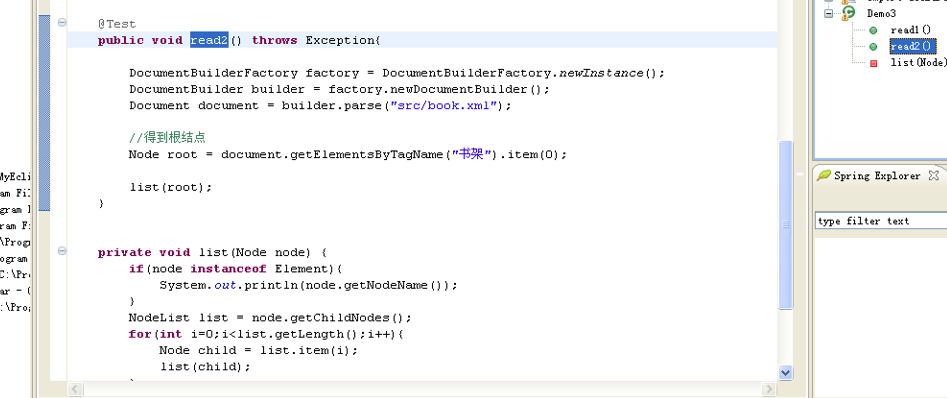 @Test
public void read2() throws Exception{
DocumentBuilderFactory factory = DocumentBuilderFactory.newInstance();
DocumentBuilder builder = factory.newDocumentBuilder();
Document document = builder.parse("src/book.xml");
//得到根结点
Node root = document.getElementsByTagName("书架").item(0);
list(root);
}
private void list(Node node) {
if(node instanceof Element){
System.out.println(node.getNodeName());
}
NodeList list = node.getChildNodes();
for(int i=0;i<list.getLength();i++){
Node child = list.item(i);
list(child);
MyEcli
am Fil
gram F
ram F:
\Progr
ogram
C:\Pro
ar - (
:\Prog
Demo3
read1()
read2()
list(Node)
Spring Explorer
type filter text